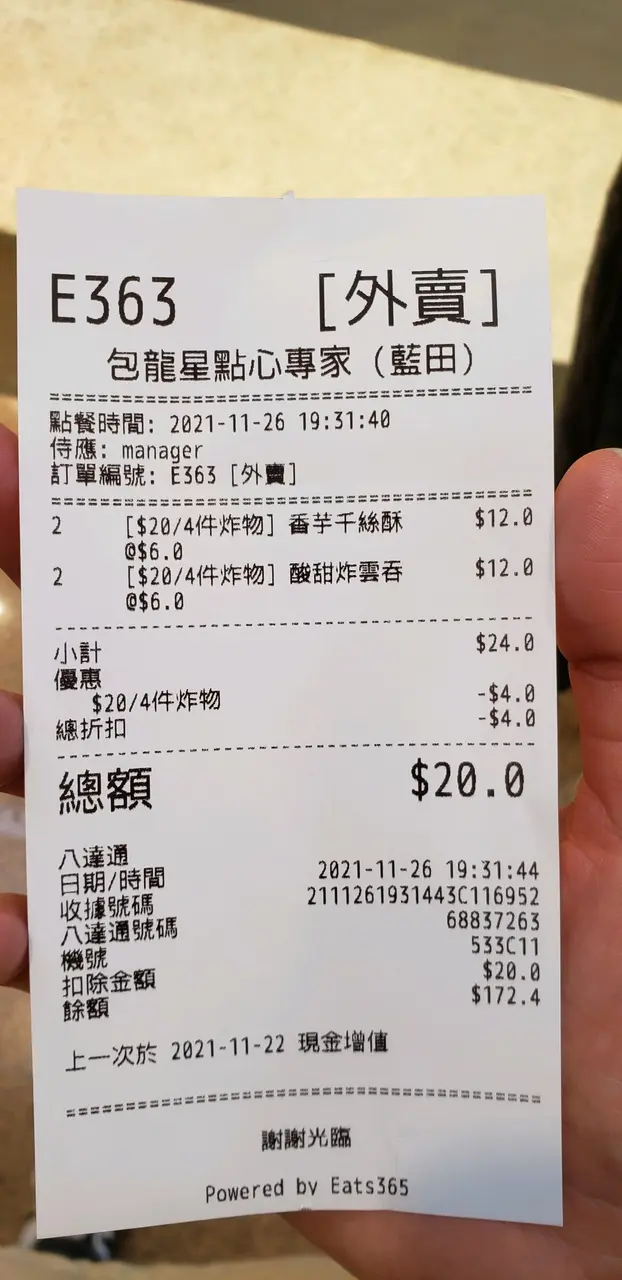 E363 [外賣]
包龍星點心專家 (藍田)
點餐時間: 2021-11-26 19:31:40
侍應: manager
訂單編號: E363 [外賣]
2 [$20/4件炸物] 香芋千絲酥 $12.0
@$6.0
2 [$20/4件炸物] 酸甜炸雲吞 $12.0
@$6.0
小計 $24.0
優惠
$20/4件炸物 -$4.0
總折扣 -$4.0
總額 $20.0
八達通
日期/時間 2021-11-26 19:31:44
收據號碼 2111261931443C116952
八達通號碼 68837263
機號 533C11
扣除金額 $20.0
餘額 $172.4
上一次於 2021-11-22 現金增值
謝謝光臨
Powered by Eats365